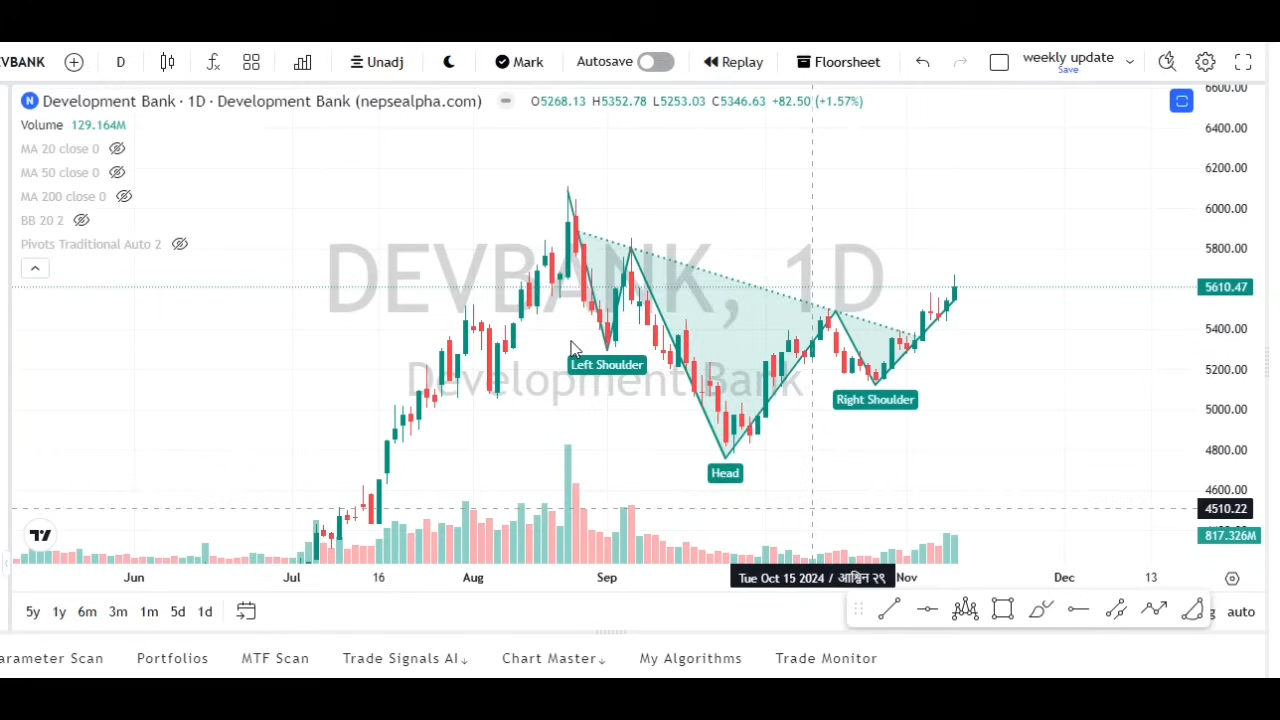 EVBANK D Unadj Mark Autosave Replay Floorsheet weekly update
Save
N Development Bank · 1D · Development Bank (nepsealpha.com) O5268.13 H5352.78 L5253.03 C5346.63 +82.50 (+1.57%)
Volume 129.164M
MA 20 close 0
MA 50 close 0
MA 200 close 0
BB 20 2
Pivots Traditional Auto 2
DEVBANK, 1D
Development Bank
Left Shoulder
Head
Right Shoulder
6600.00
6400.00
6200.00
6000.00
5800.00
5610.47
5400.00
5200.00
5000.00
4800.00
4600.00
4510.22
817.326M
Jun Jul 16 Aug Sep Tue Oct 15 2024 / आश्विन २९ Nov Dec 13
5y 1y 6m 3m 1m 5d 1d g auto
arameter Scan Portfolios MTF Scan Trade Signals AI↓ Chart Master↓ My Algorithms Trade Monitor